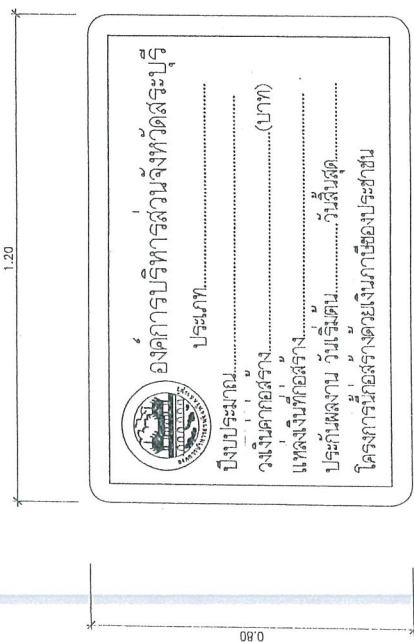 1.20
องค์การบริหารส่วนจังหวัดสระบุรี
ประเภท..............................
ปีงบประมาณ..............................
วงเงินค่าก่อสร้าง..............................(บาท)
แหล่งเงินที่ก่อสร้าง..............................
ประกันผลงาน วันเริ่มต้น............วันสิ้นสุด............
โครงการนี้ก่อสร้างด้วยเงินภาษีของประชาชน
0.80